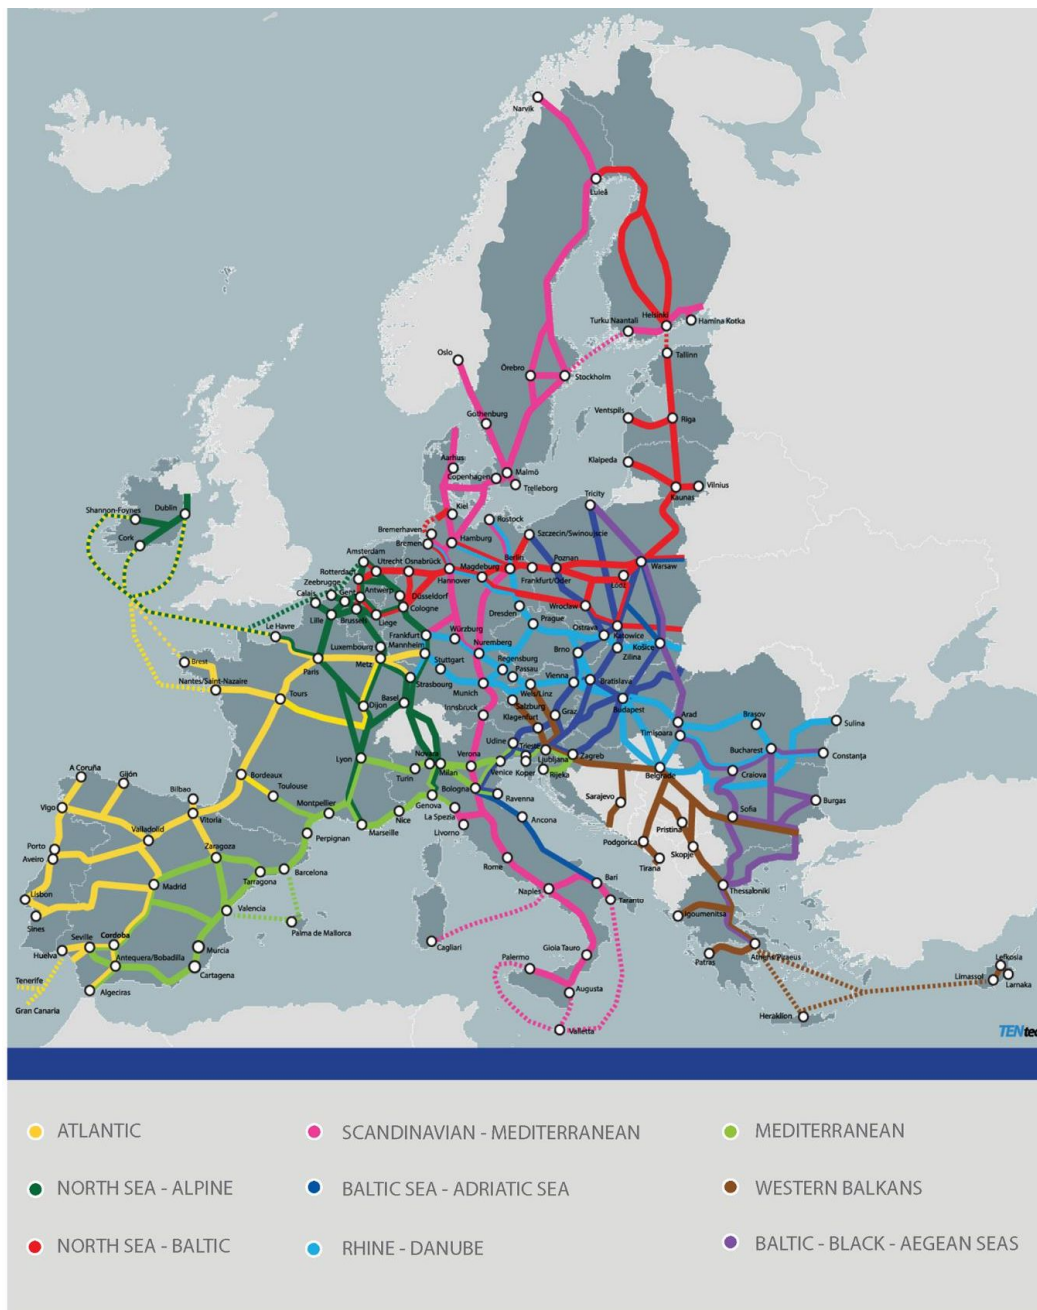 Narvik
Luleå
Helsinki
Turku Naantali
Hamina Kotka
Oslo
Tallinn
Örebro
Stockholm
Gothenburg
Ventspils
Riga
Aarhus
Klaipeda
Malmö
Copenhagen
Trelleborg
Vilnius
Kaunas
Tricity
Shannon-Foynes
Dublin
Kiel
Rustock
Cork
Bremerhaven
Szczecin/Swinoujscie
Bremen
Hamburg
Amsterdam
Utrecht
Osnabrück
Berlin
Poznan
Warsaw
Rotterdam
Magdeburg
Frankfurt/Oder
Zeebrugge
Hannover
Łódź
Calais
Gent
Antwerp
Düsseldorf
Cologne
Wroclaw
Dresden
Lille
Brussels
Liege
Prague
Ostrava
Le Havre
Frankfurt
Würzburg
Katowice
Luxembourg
Mannheim
Nuremberg
Brno
Košice
Zilina
Brest
Paris
Metz
Stuttgart
Regensburg
Passau
Nantes/Saint-Nazaire
Strasbourg
Munich
Vienna
Bratislava
Tours
Basel
Wels/Linz
Salzburg
Dijon
Innsbruck
Klagenfurt
Graz
Budapest
Arad
Timişoara
Braşov
Sulina
Udine
Trieste
Zagreb
Bucharest
Constanţa
Lyon
Novara
Verona
Ljubljana
Turin
Milan
Venice
Koper
Rijeka
Belgrade
Craiova
A Coruña
Gijón
Bordeaux
Bologna
Bilbao
Toulouse
Montpellier
Genova
Ravenna
Sarajevo
Burgas
Vigo
Vitoria
Nice
La Spezia
Ancona
Sofia
Valladolid
Perpignan
Marseille
Livorno
Pristina
Porto
Zaragoza
Podgorica
Skopje
Aveiro
Rome
Tirana
Barcelona
Tarragona
Madrid
Bari
Thessaloniki
Lisbon
Naples
Taranto
Valencia
Sines
Palma de Mallorca
Igoumenitsa
Seville
Cordoba
Cagliari
Huelva
Murcia
Gioia Tauro
Patras
Athens/Piraeus
Antequera/Bobadilla
Palermo
Lefkosia
Cartagena
Limassol
Larnaka
Tenerife
Algeciras
Augusta
Gran Canaria
Heraklion
Valletta
TENtec
ATLANTIC
SCANDINAVIAN - MEDITERRANEAN
MEDITERRANEAN
NORTH SEA - ALPINE
BALTIC SEA - ADRIATIC SEA
WESTERN BALKANS
NORTH SEA - BALTIC
RHINE - DANUBE
BALTIC - BLACK - AEGEAN SEAS